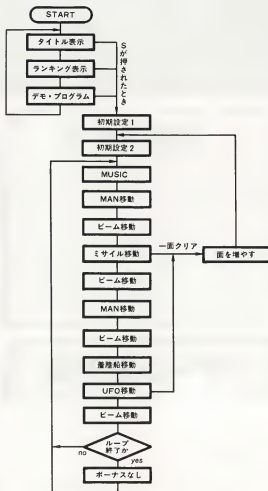 START
タイトル表示
ランキング表示
デモ・プログラム
Sが押されたとき
初期設定1
初期設定2
MUSIC
MAN移動
ビーム移動
ミサイル移動
一面クリア
面を増やす
ビーム移動
MAN移動
ビーム移動
着陸船移動
UFO移動
ビーム移動
ループ
終了か
no
yes
ボーナスなし